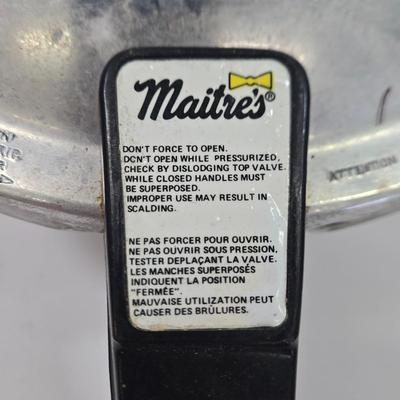 Maitre's®
DON'T FORCE TO OPEN.
DCN'T OPEN WHILE PRESSURIZED,
CHECK BY DISLODGING TOP VALVE.
WHILE CLOSED HANDLES MUST
BE SUPERPOSED.
IMPROPER USE MAY RESULT IN
SCALDING.
NE PAS FORCER POUR OUVRIR.
NE PAS OUVRIR SOUS PRESSION,
TESTER DEPLAÇANT LA VALVE.
LES MANCHES SUPERPOSÉS
INDIQUENT LA POSITION
"FERMÉE".
MAUVAISE UTILIZATION PEUT
CAUSER DES BRÛLURES.
ATTENTION